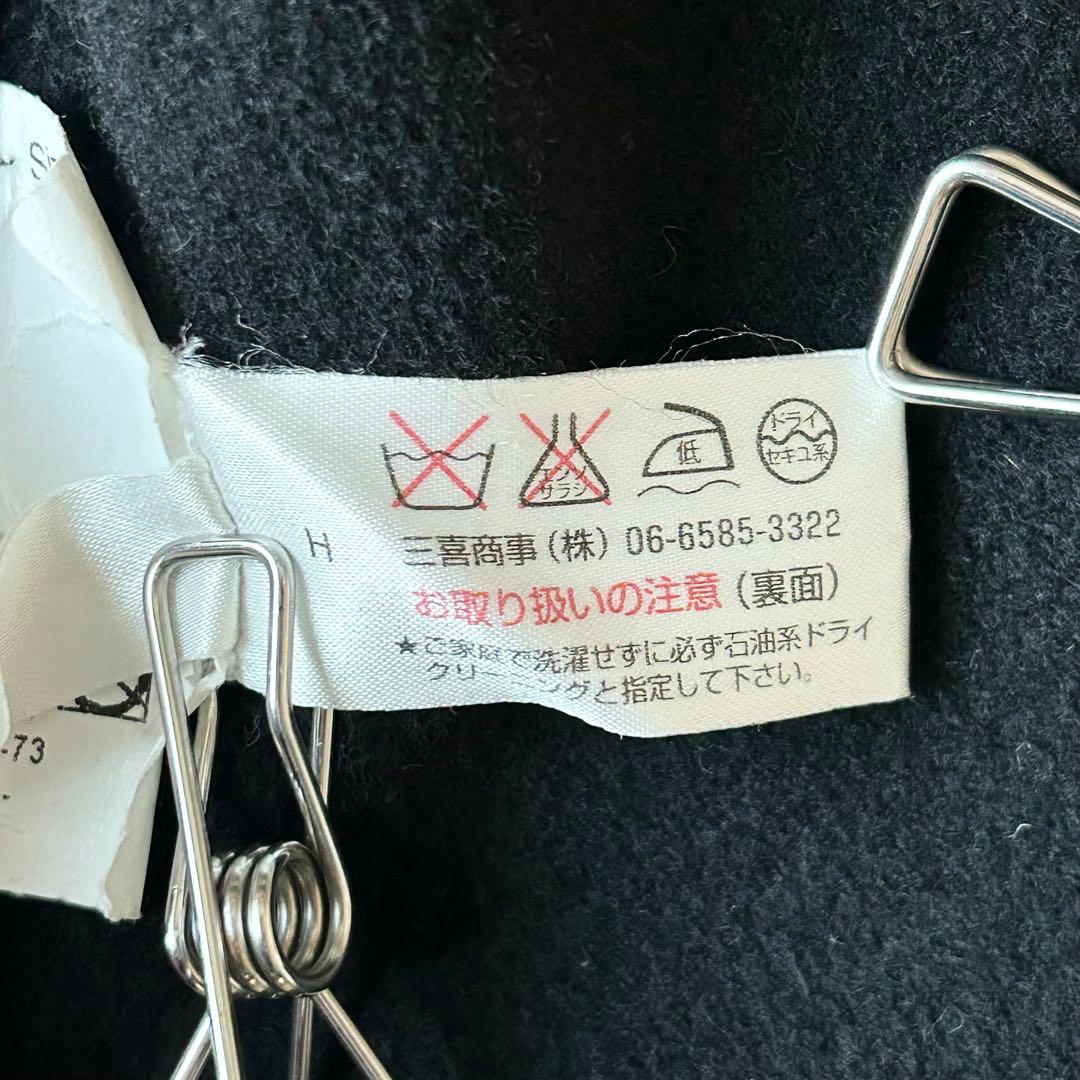 エンソ
サラシ
低
ドライ
セキユ系
H
三喜商事(株) 06-6585-3322
お取り扱いの注意(裏面)
★ご家庭で洗濯せずに必ず石油系ドライ
クリーニングと指定して下さい。
-73